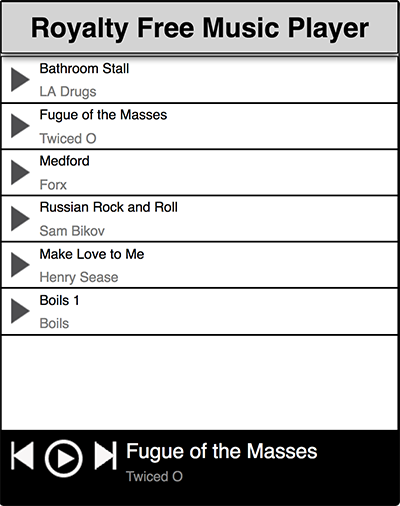 Royalty Free Music Player
Bathroom Stall
LA Drugs
Fugue of the Masses
Twiced O
Medford
Forx
Russian Rock and Roll
Sam Bikov
Make Love to Me
Henry Sease
Boils 1
Boils
Fugue of the Masses
Twiced O